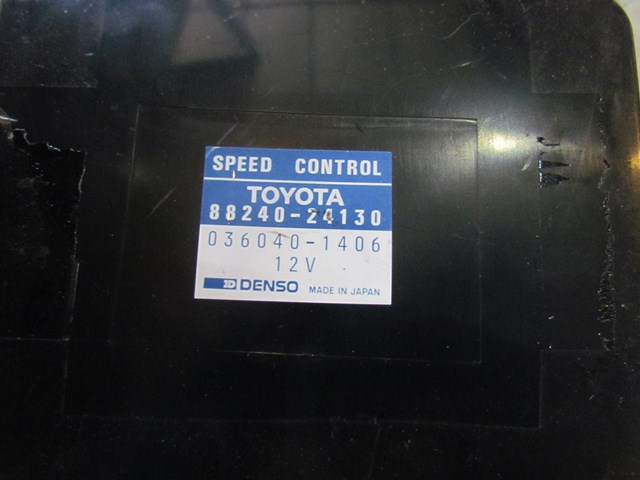 SPEED CONTROL
TOYOTA
88240-24130
036040-1406
12V
DENSO MADE IN JAPAN